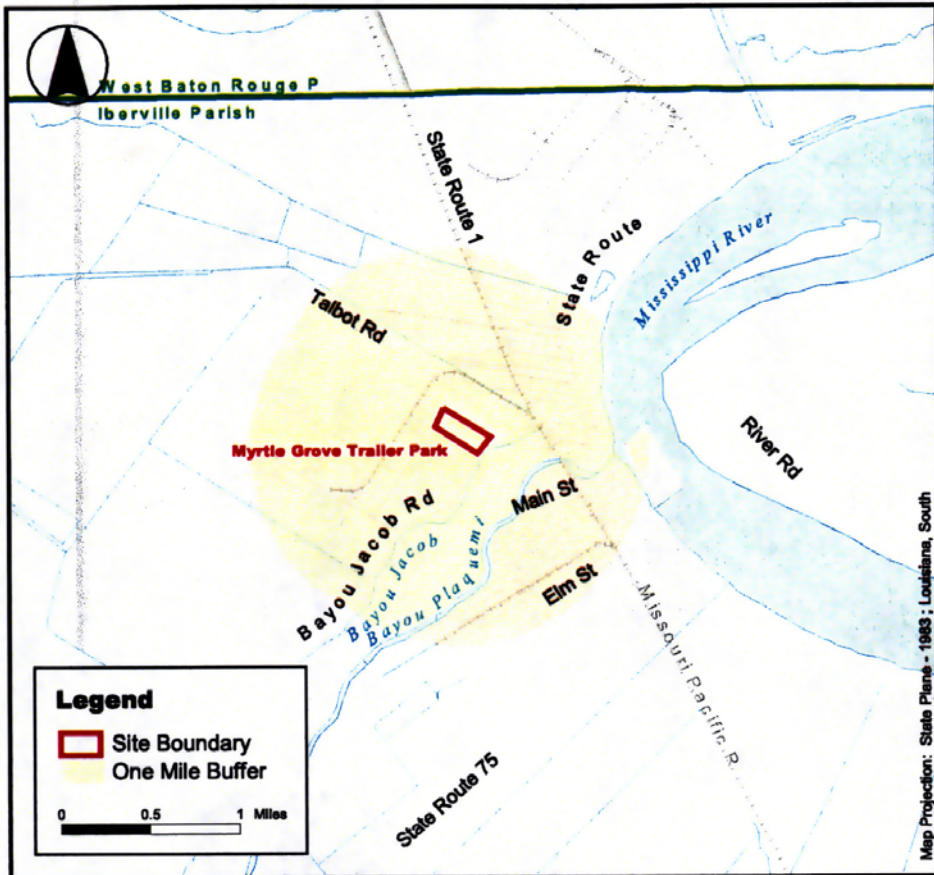 West Baton Rouge P
Iberville Parish
State Route 1
State Route
Mississippi River
Talbot Rd
River Rd
Myrtle Grove Trailer Park
Main St
Bayou Jacob Rd
Bayou Jacob
Bayou Plaquemi
Elm St
Missouri Pacific R
State Route 75
Legend
Site Boundary
One Mile Buffer
0 0.5 1 Miles
Map Projection: State Plane - 1983 ; Louisiana, South